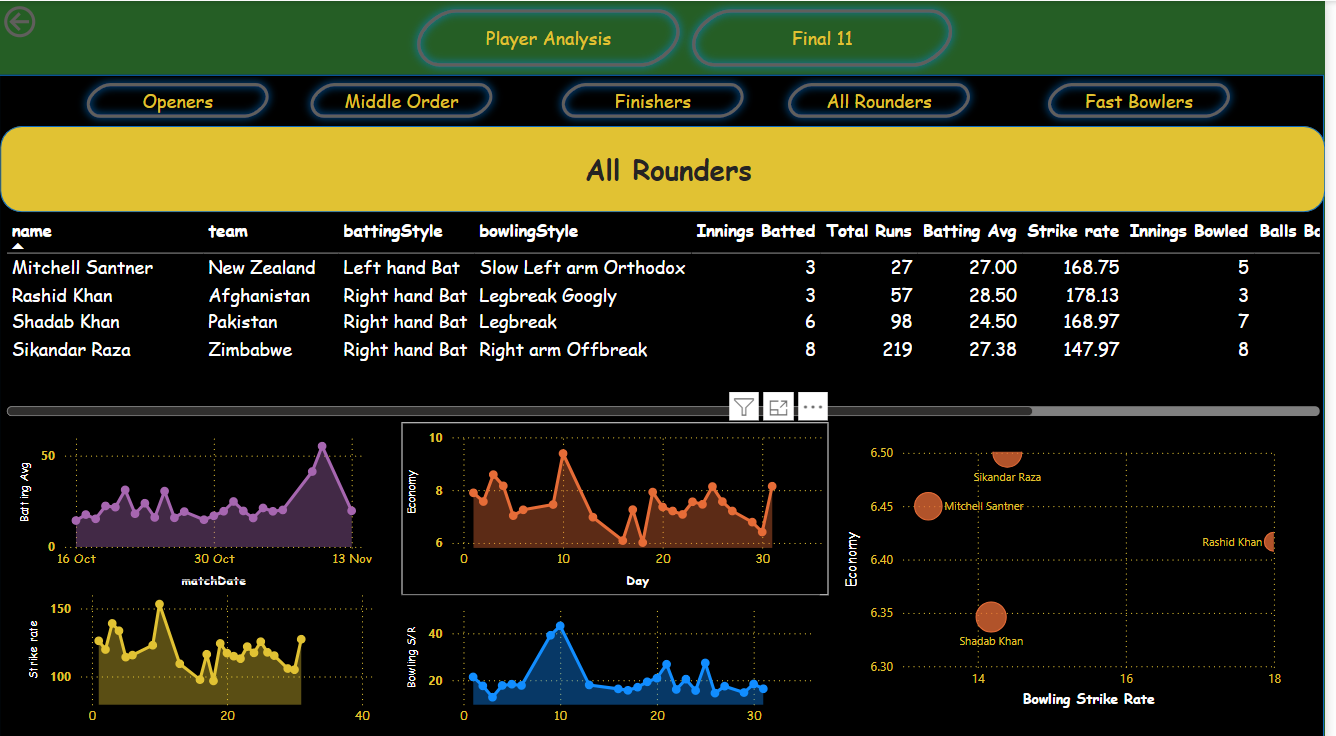 Player Analysis Final 11
Openers Middle Order Finishers All Rounders Fast Bowlers
All Rounders
name team battingStyle bowlingStyle Innings Batted Total Runs Batting Avg Strike rate Innings Bowled Balls Bo
Mitchell Santner New Zealand Left hand Bat Slow Left arm Orthodox 3 27 27.00 168.75 5
Rashid Khan Afghanistan Right hand Bat Legbreak Googly 3 57 28.50 178.13 3
Shadab Khan Pakistan Right hand Bat Legbreak 6 98 24.50 168.97 7
Sikandar Raza Zimbabwe Right hand Bat Right arm Offbreak 8 219 27.38 147.97 8
Batting Avg
50
0
16 Oct 30 Oct 13 Nov
matchDate
Economy
10
8
6
0 10 20 30
Day
Economy
6.50
6.45
6.40
6.35
6.30
Sikandar Raza
Mitchell Santner
Rashid Khan
Shadab Khan
14 16 18
Bowling Strike Rate
Strike rate
150
100
0 20 40
Bowling S/R
40
20
0 10 20 30